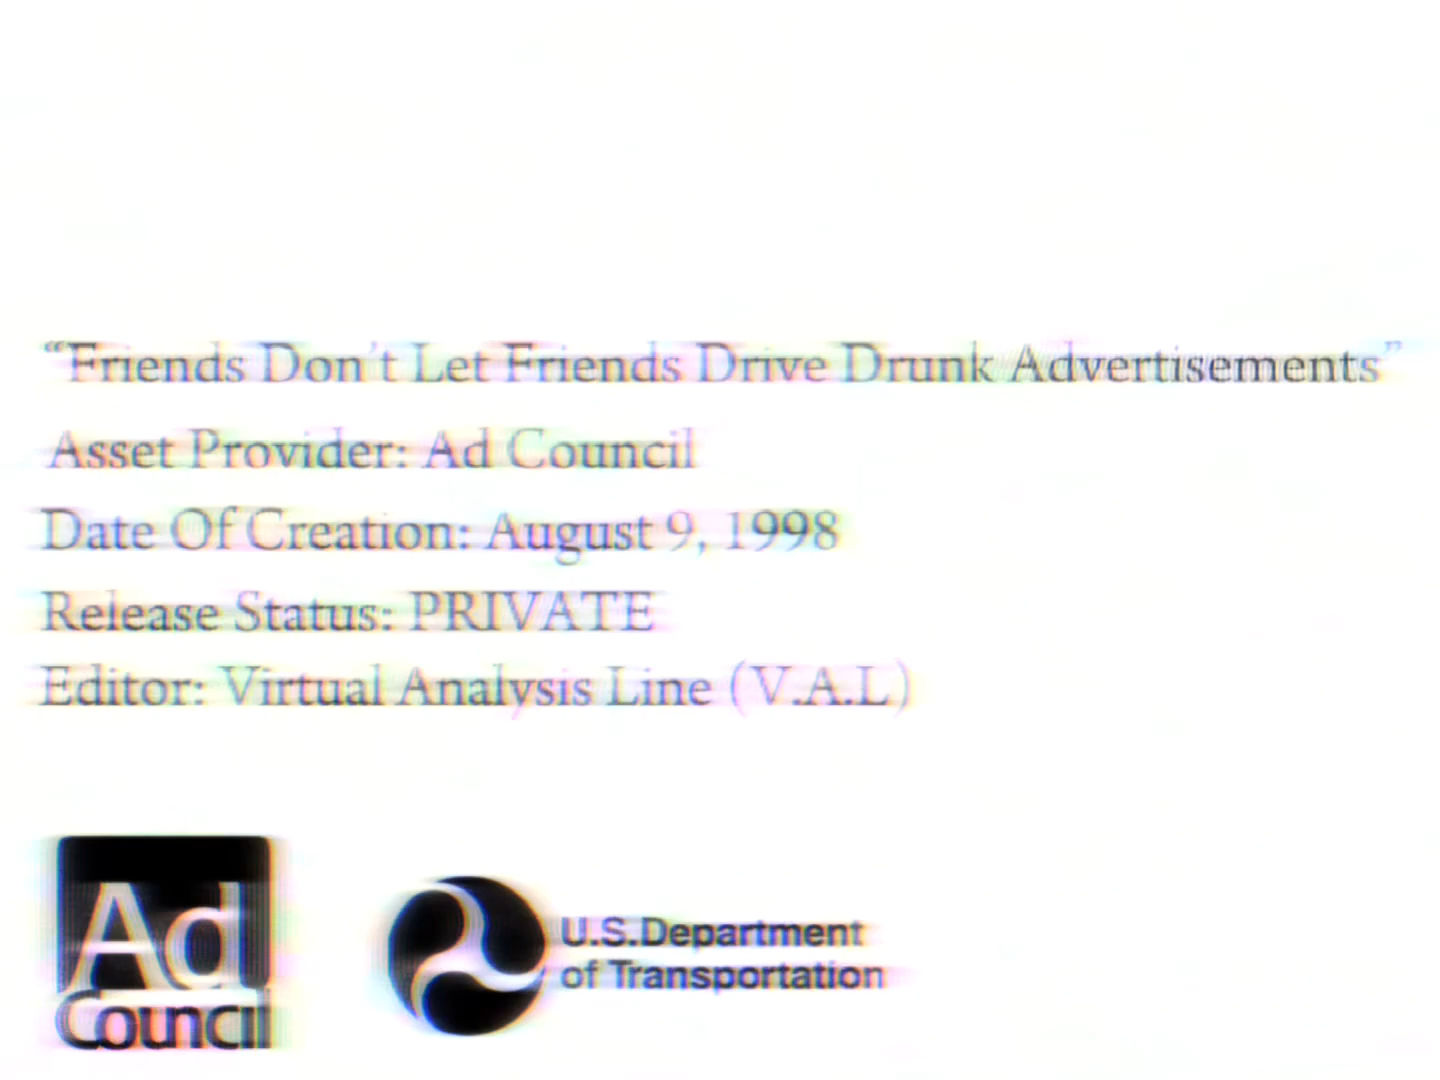 “Friends Don’t Let Friends Drive Drunk Advertisements”
Asset Provider: Ad Council
Date Of Creation: August 9, 1998
Release Status: PRIVATE
Editor: Virtual Analysis Line (V.A.L)
Ad
Council
U.S.Department
of Transportation